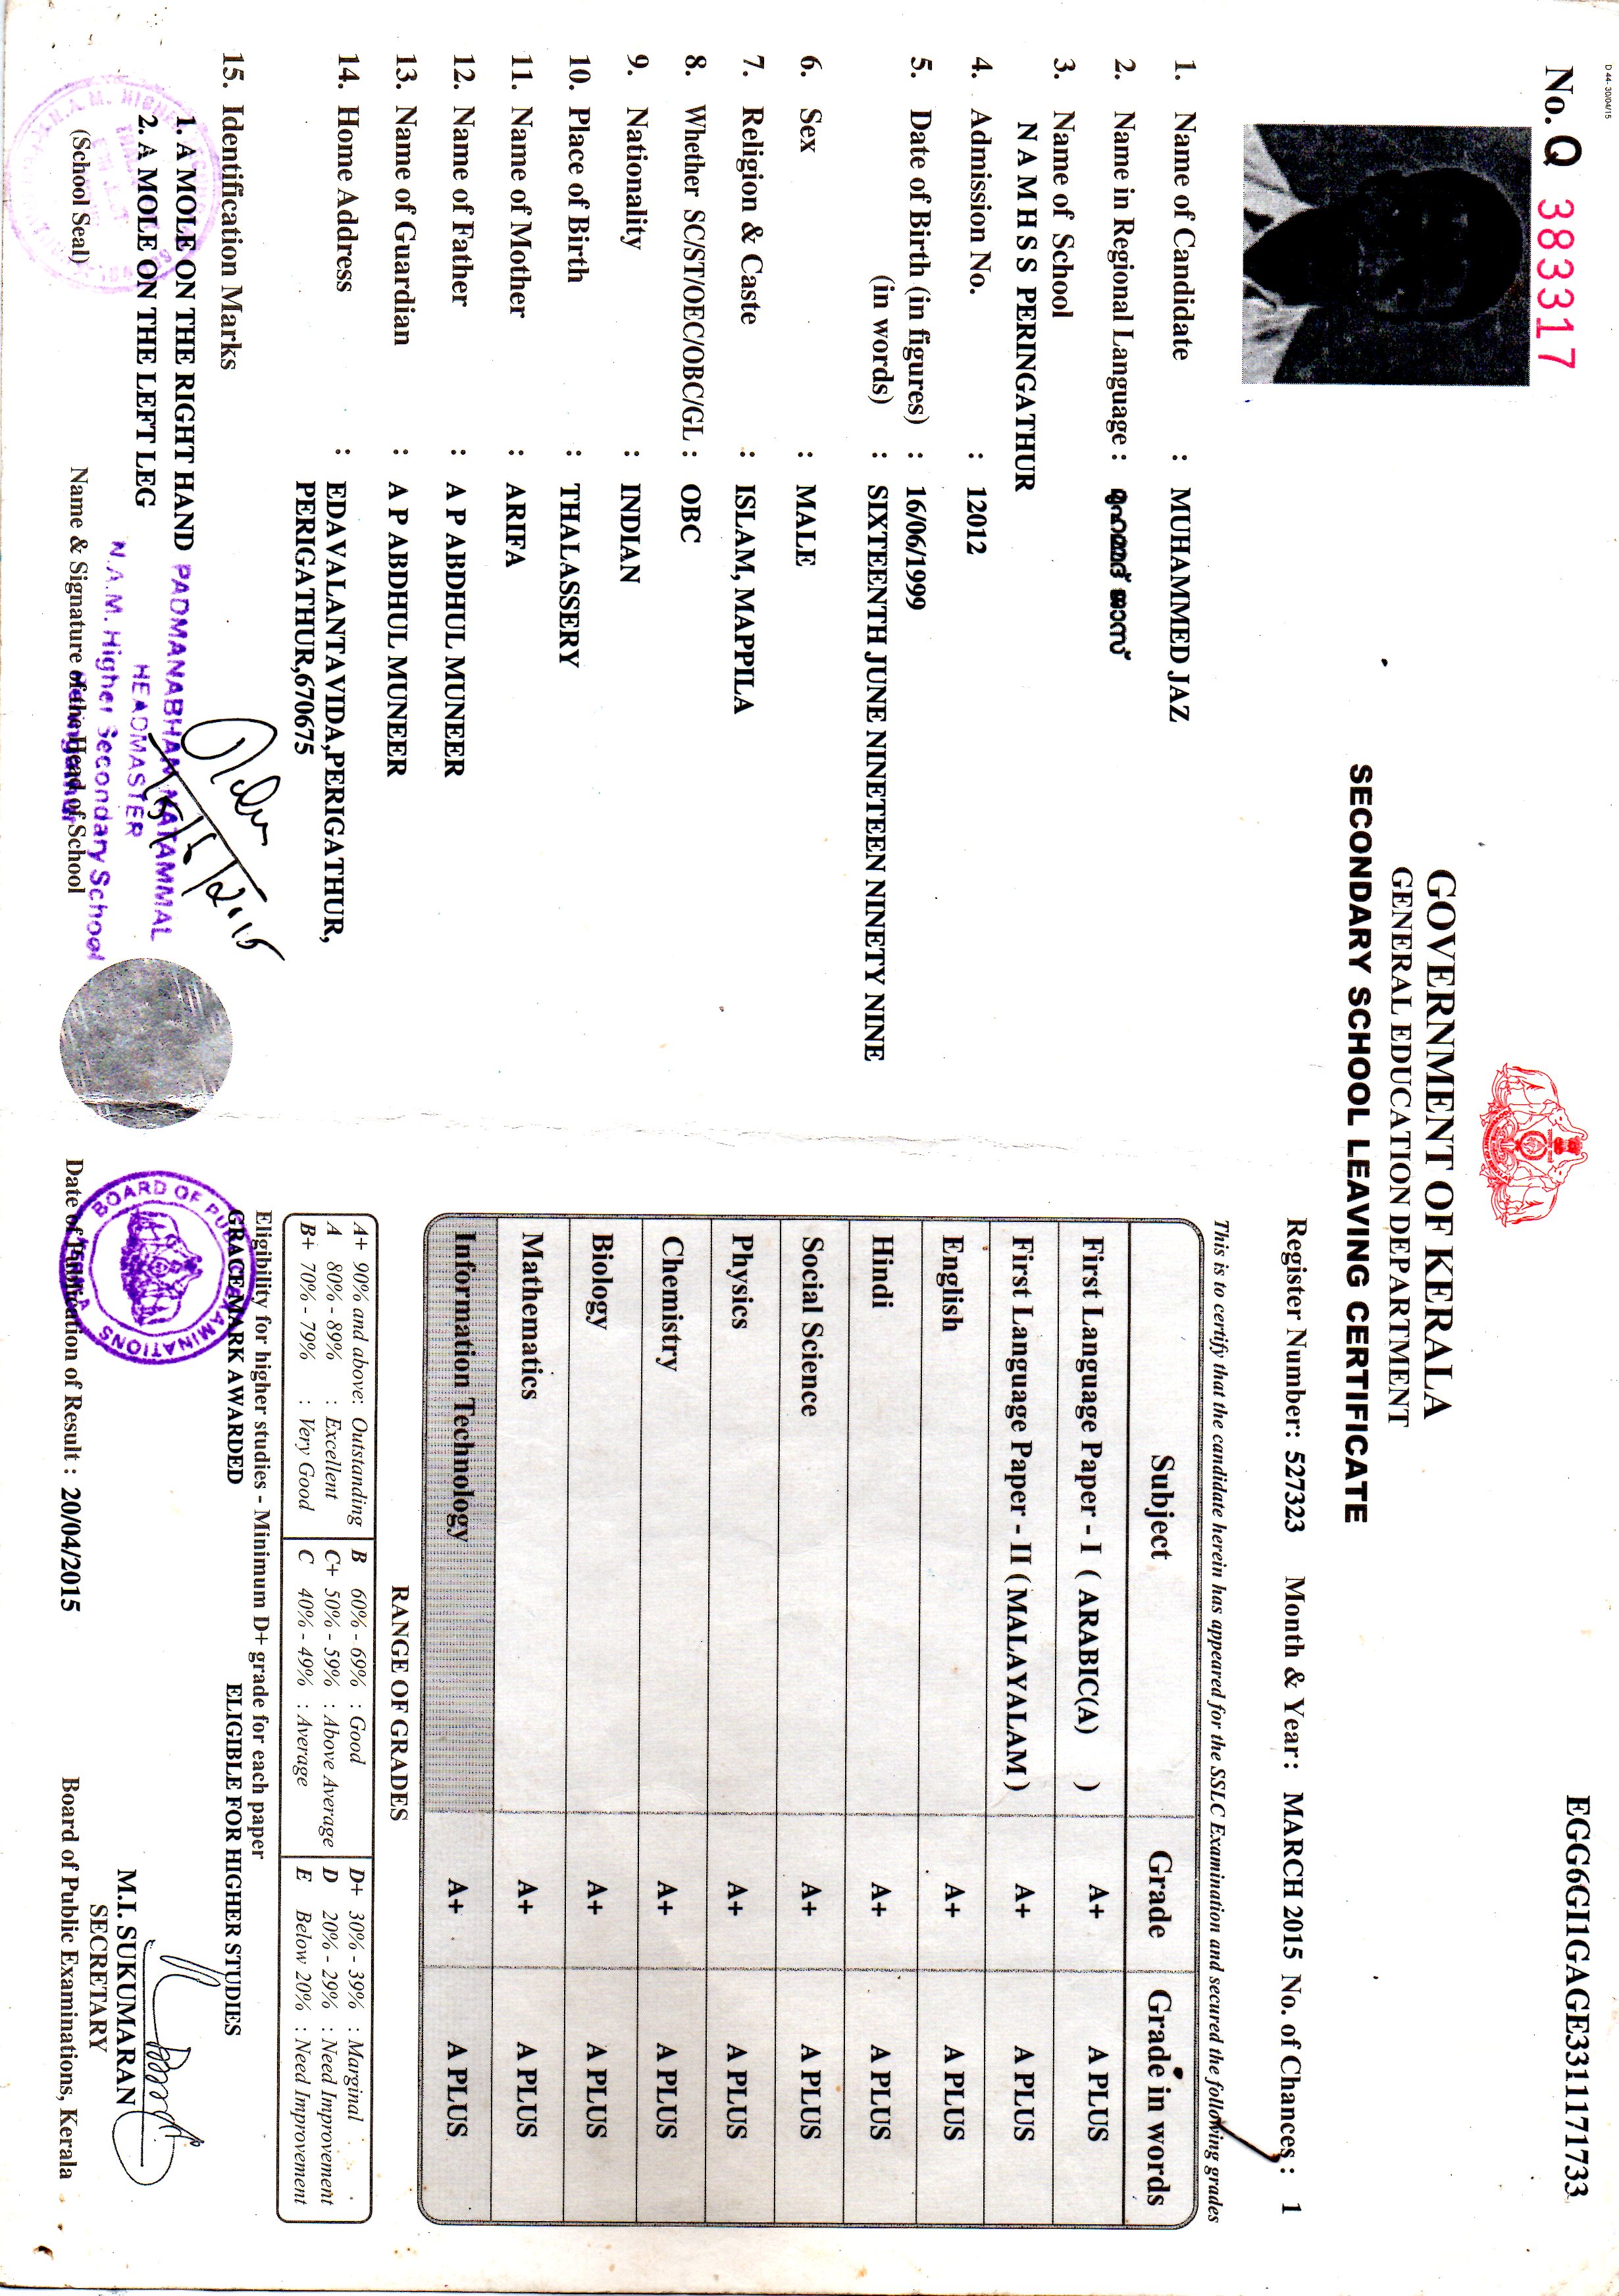 D 44- 30/04/15
No. Q 383317
EGG6GI1GAGE3311171733
GOVERNMENT OF KERALA
GENERAL EDUCATION DEPARTMENT
SECONDARY SCHOOL LEAVING CERTIFICATE
Register Number: 527323 Month & Year: MARCH 2015 No. of Chances: 1
1. Name of Candidate : MUHAMMED JAZ
2. Name in Regional Language : മുഹമ്മദ് ജാസ്
3. Name of School
N A M H S S PERINGATHUR
4. Admission No. : 12012
5. Date of Birth (in figures) : 16/06/1999
(in words) : SIXTEENTH JUNE NINETEEN NINETY NINE
6. Sex : MALE
7. Religion & Caste : ISLAM, MAPPILA
8. Whether SC/ST/OEC/OBC/GL : OBC
9. Nationality : INDIAN
10. Place of Birth : THALASSERY
11. Name of Mother : ARIFA
12. Name of Father : A P ABDHUL MUNEER
13. Name of Guardian : A P ABDHUL MUNEER
14. Home Address : EDAVALANTAVIDA,PERIGATHUR,
PERIGATHUR,670675
15. Identification Marks
1. A MOLE ON THE RIGHT HAND
2. A MOLE ON THE LEFT LEG
PADMANABHAN NATAMMAL
HEADMASTER
N.A.M. Higher Secondary School
(School Seal)
Name & Signature of the Head of School
This is to certify that the candidate herein has appeared for the SSLC Examination and secured the following grades
Subject Grade Grade in words
First Language Paper - I ( ARABIC(A) ) A+ A PLUS
First Language Paper - II ( MALAYALAM ) A+ A PLUS
English A+ A PLUS
Hindi A+ A PLUS
Social Science A+ A PLUS
Physics A+ A PLUS
Chemistry A+ A PLUS
Biology A+ A PLUS
Mathematics A+ A PLUS
Information Technology A+ A PLUS
RANGE OF GRADES
A+ 90% and above: Outstanding B 60% - 69% : Good D+ 30% - 39% : Marginal
A 80% - 89% : Excellent C+ 50% - 59% : Above Average D 20% - 29% : Need Improvement
B+ 70% - 79% : Very Good C 40% - 49% : Average E Below 20% : Need Improvement
Eligibility for higher studies - Minimum D+ grade for each paper
GRACE MARK AWARDED ELIGIBLE FOR HIGHER STUDIES
BOARD OF PUBLIC EXAMINATIONS
KERALA
M.I. SUKUMARAN
SECRETARY
Date of Publication of Result : 20/04/2015
Board of Public Examinations, Kerala